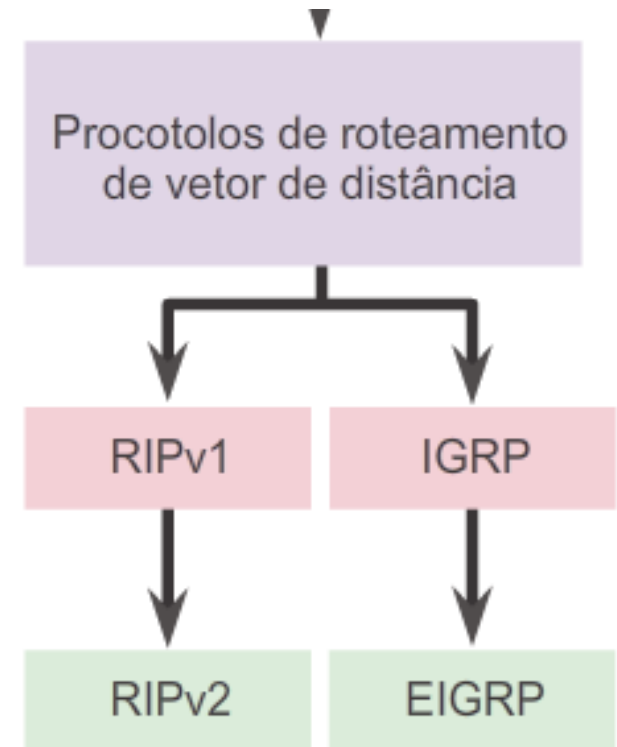 Procotolos de roteamento
de vetor de distância
RIPv1
IGRP
RIPv2
EIGRP